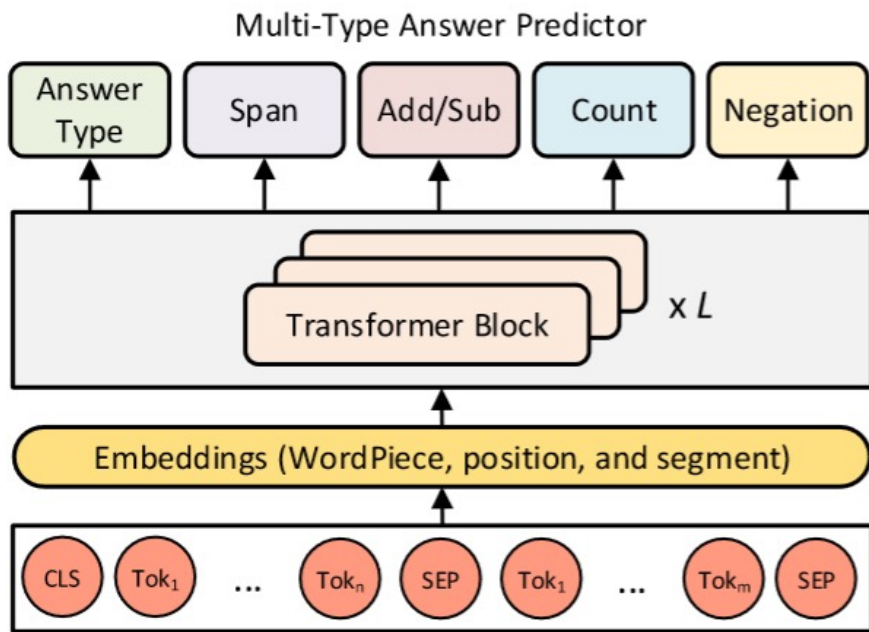 Multi-Type Answer Predictor
Answer Type
Span
Add/Sub
Count
Negation
Transformer Block
x L
Embeddings (WordPiece, position, and segment)
CLS Tok₁ ... Tokₙ SEP Tok₁ ... Tokₘ SEP